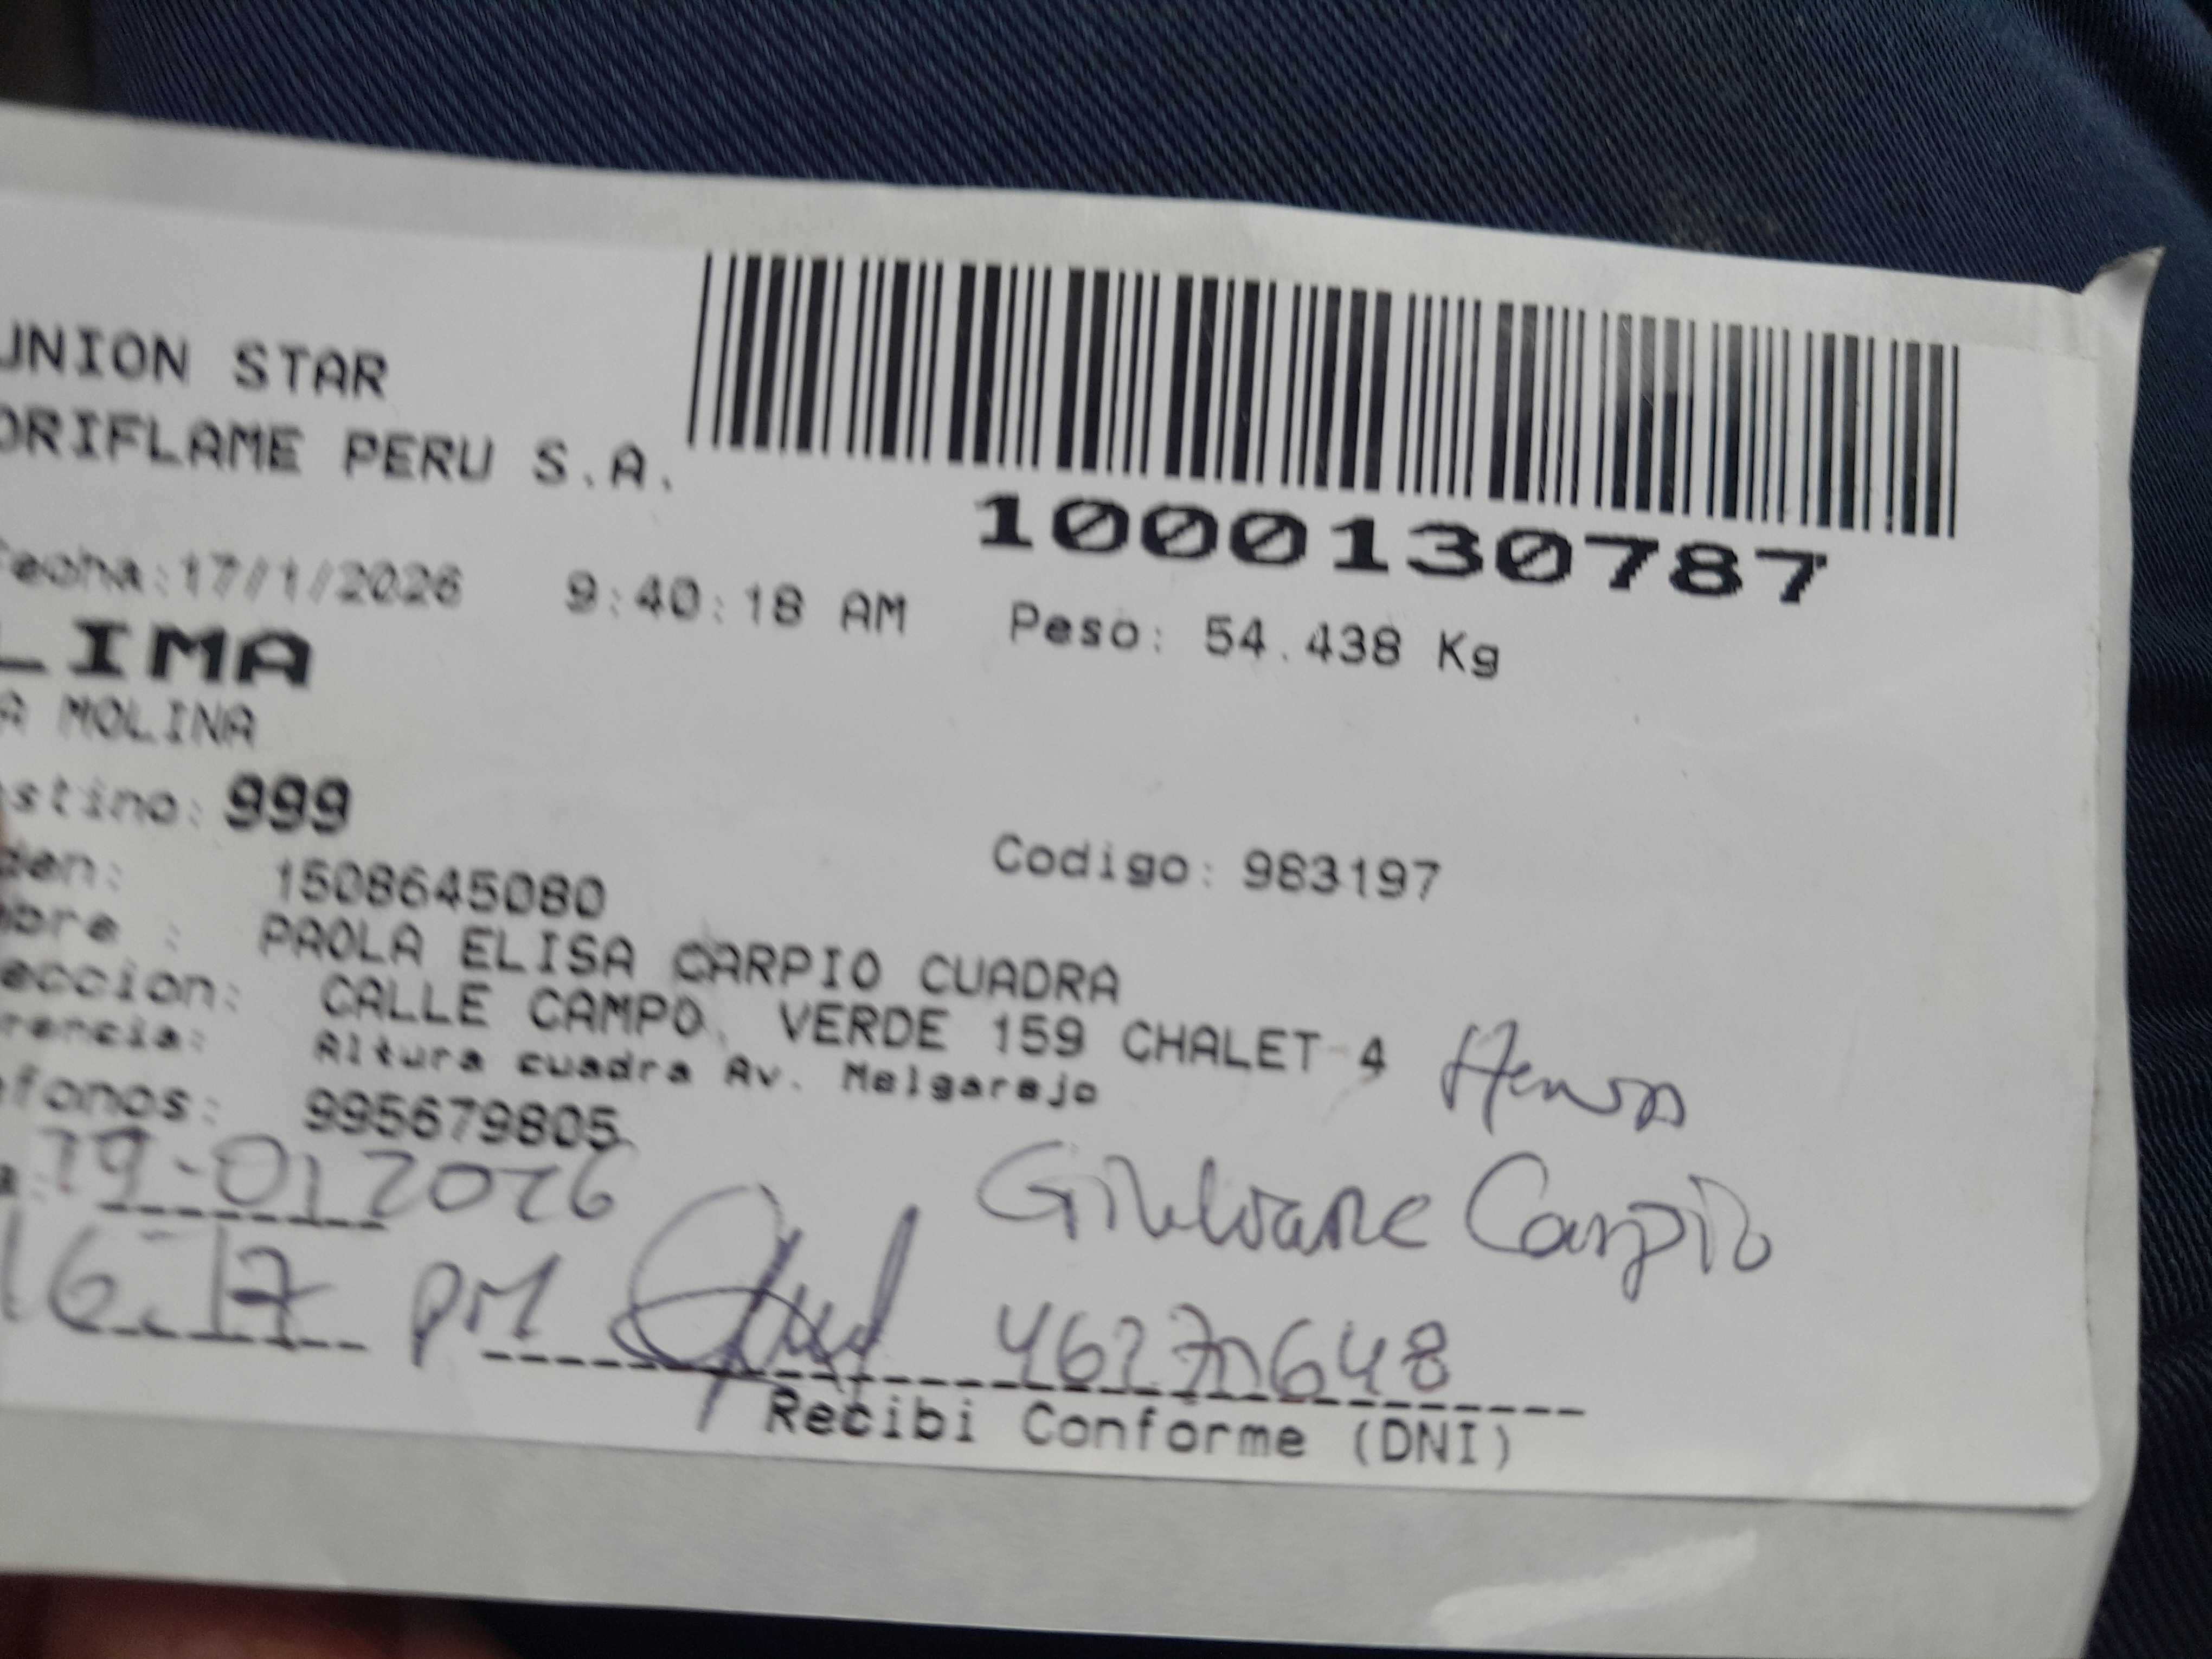 UNION STAR
ORIFLAME PERU S.A.
1000130787
Fecha:17/1/2026 9:40:18 AM Peso: 54.438 Kg
LIMA
A MOLINA
stino: 999
Codigo: 983197
den: 1508645080
bre : PAOLA ELISA CARPIO CUADRA
eccion: CALLE CAMPO VERDE 159 CHALET 4
rencia: Altura cuadra Av. Melgarejo
efonos: 995679805
a: 19-01 2026 Carpio
16:17 PM
Recibi Conforme (DNI)